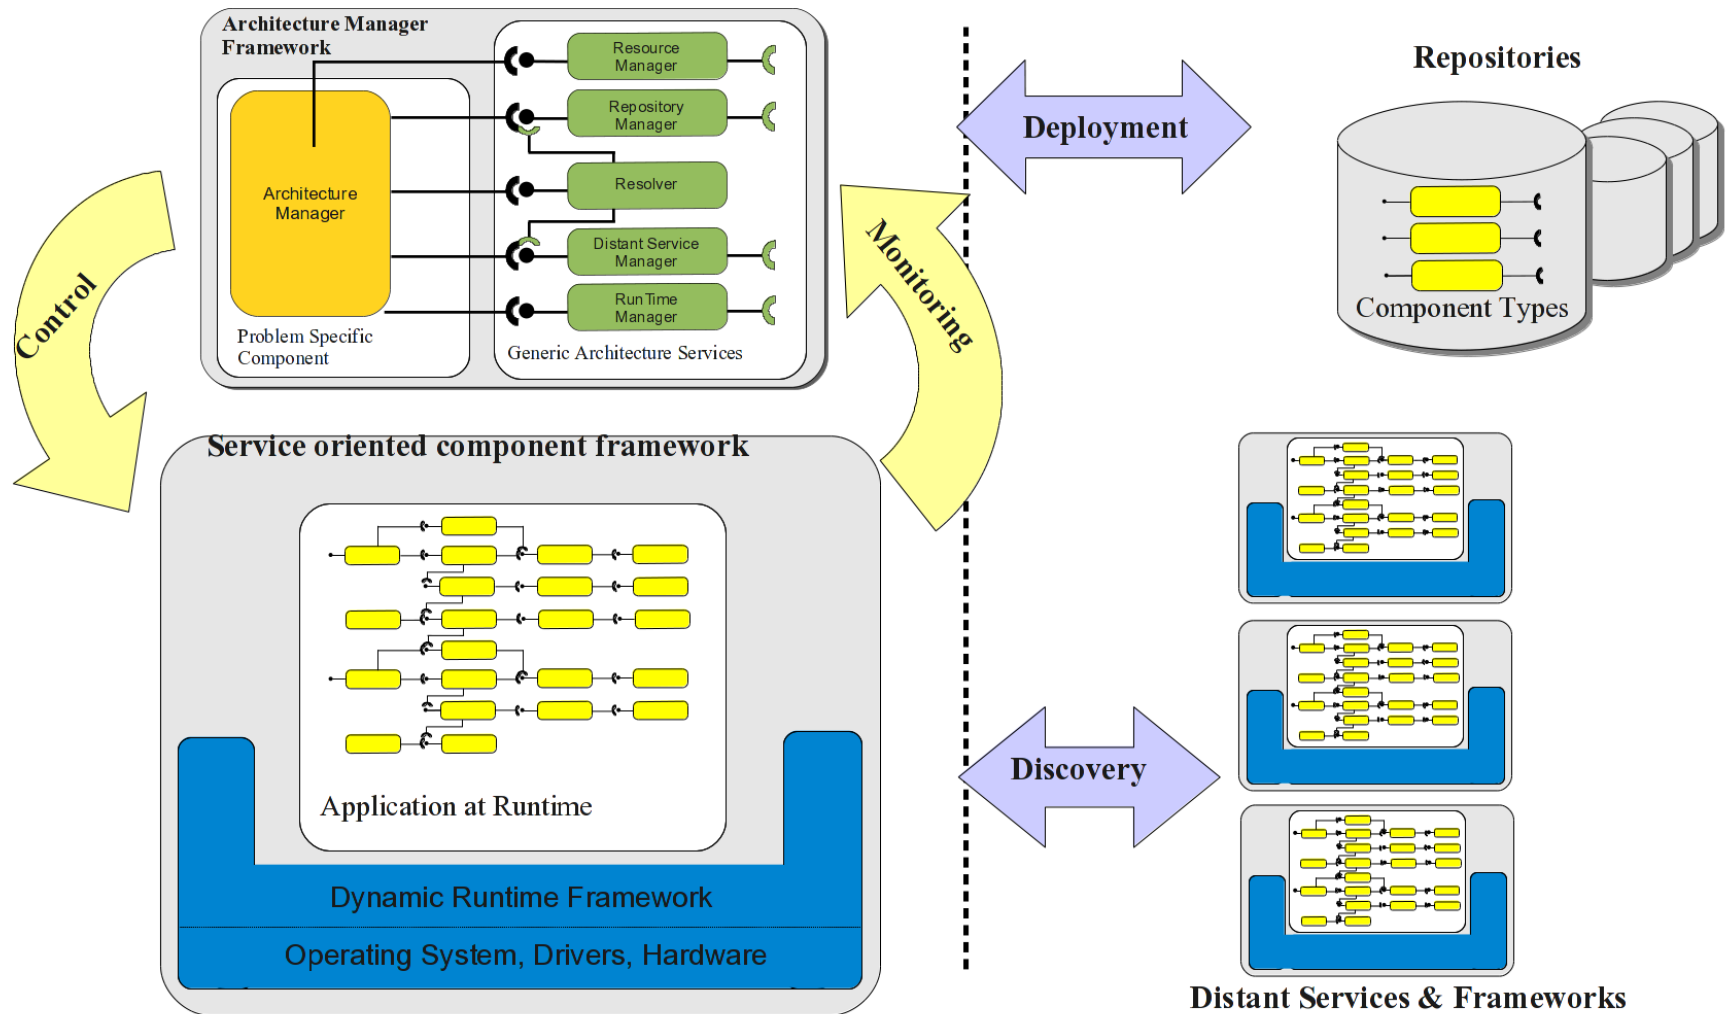 Architecture Manager
Framework
Resource
Manager
Repository
Manager
Architecture
Manager
Resolver
Distant Service
Manager
RunTime
Manager
Problem Specific
Component
Generic Architecture Services
Control
Monitoring
Deployment
Repositories
Component Types
Service oriented component framework
Application at Runtime
Dynamic Runtime Framework
Operating System, Drivers, Hardware
Discovery
Distant Services & Frameworks